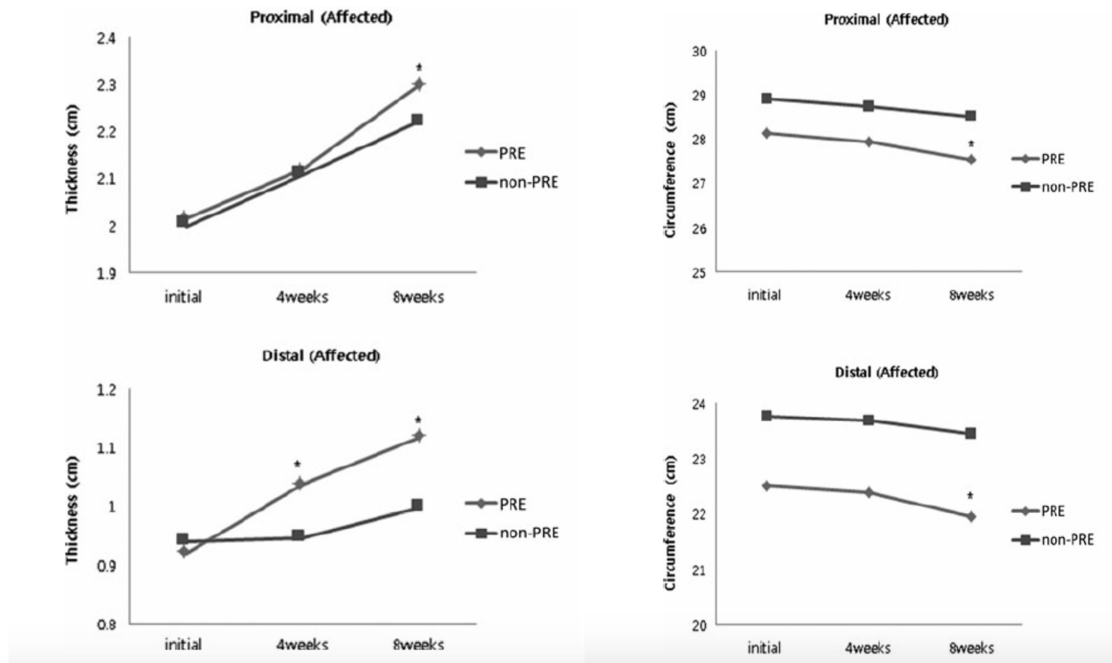 Proximal (Affected)
2.4
2.3
2.2
2.1
2
1.9
Thickness (cm)
*
PRE
non-PRE
initial 4weeks 8weeks
Proximal (Affected)
30
29
28
27
26
25
Circumference (cm)
*
PRE
non-PRE
initial 4weeks 8weeks
Distal (Affected)
1.2
1.1
1
0.9
0.8
Thickness (cm)
* *
PRE
non-PRE
initial 4weeks 8weeks
Distal (Affected)
24
23
22
21
20
Circumference (cm)
*
PRE
non-PRE
initial 4weeks 8weeks